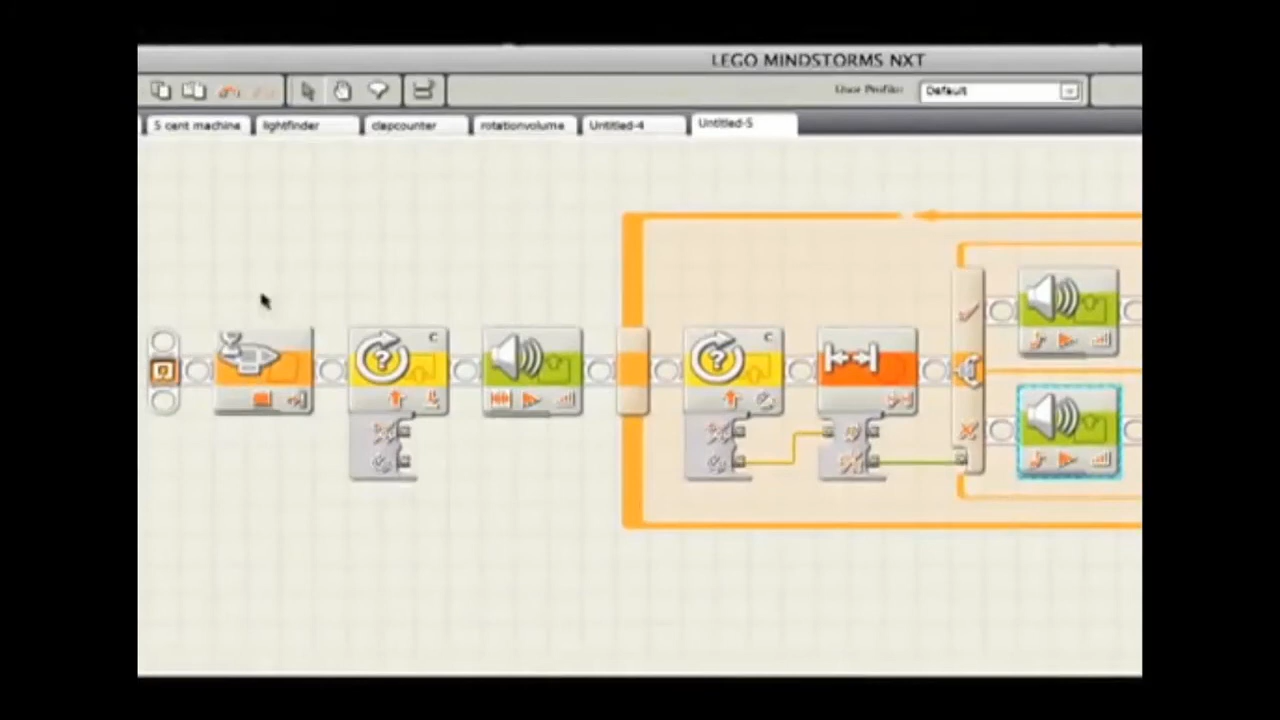 LEGO MINDSTORMS NXT
User Profile: Default
5 cent machine lightfinder clapcounter rotationvolume Untitled-4 Untitled-5
C C